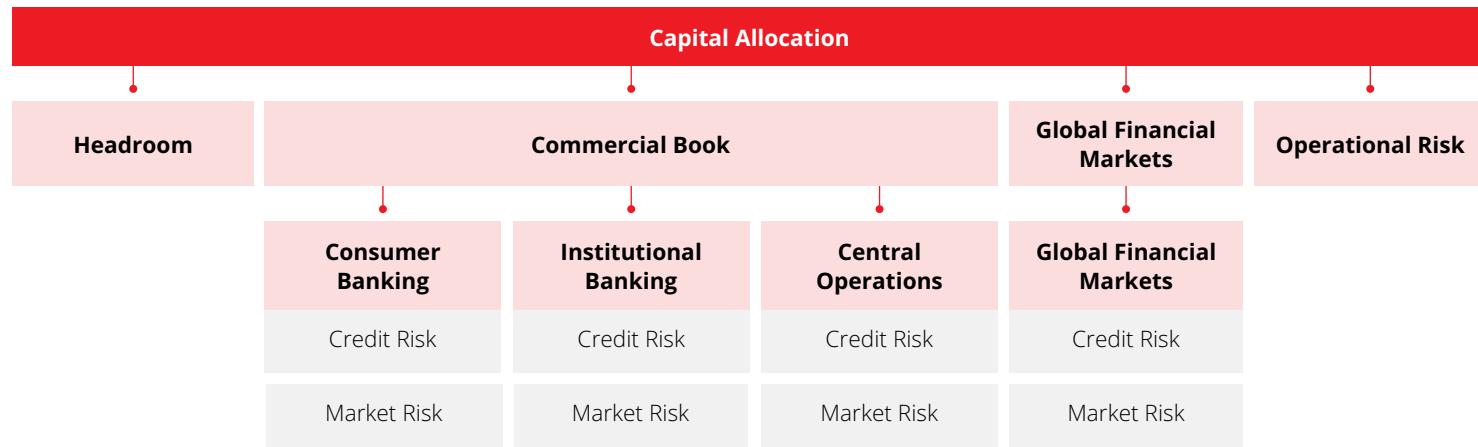 Capital Allocation
Headroom
Commercial Book
Global Financial
Markets
Operational Risk
Consumer
Banking
Institutional
Banking
Central
Operations
Global Financial
Markets
Credit Risk
Credit Risk
Credit Risk
Credit Risk
Market Risk
Market Risk
Market Risk
Market Risk